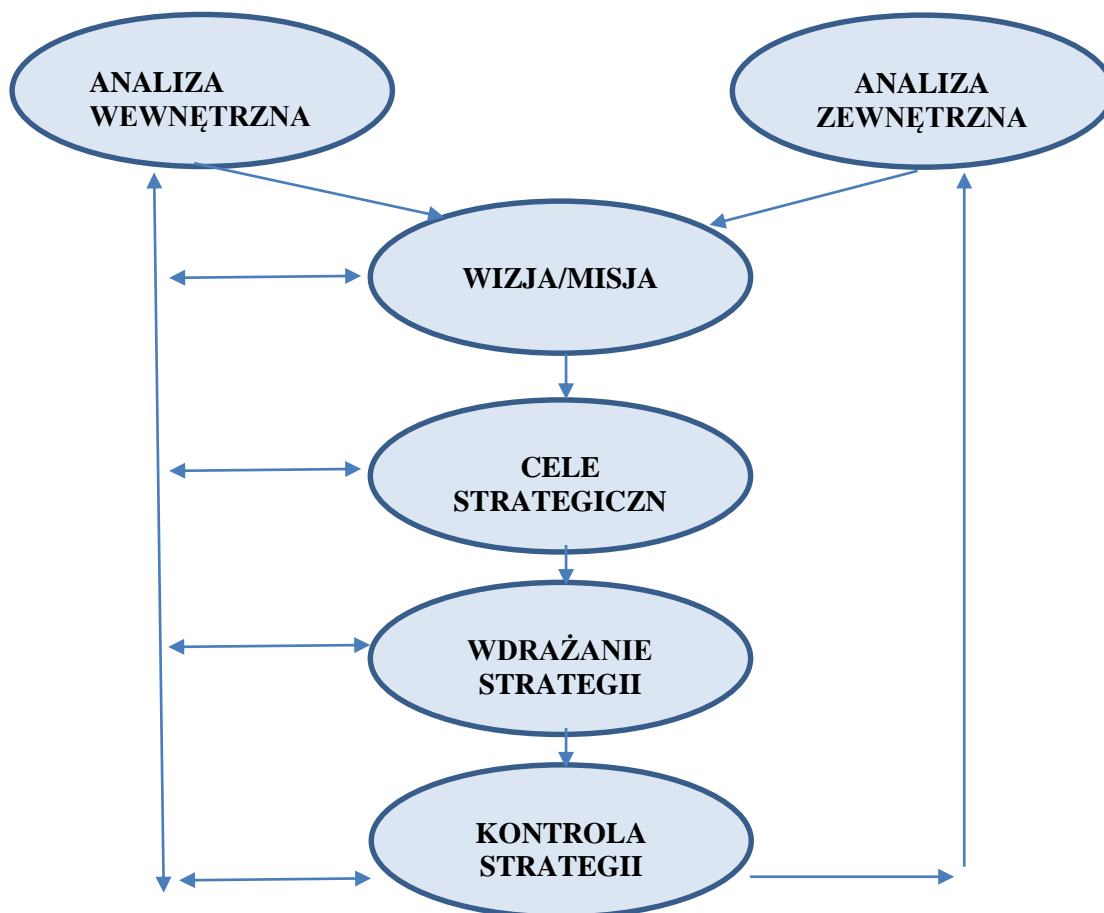 ANALIZA
WEWNĘTRZNA
ANALIZA
ZEWNĘTRZNA
WIZJA/MISJA
CELE
STRATEGICZN
WDRAŻANIE
STRATEGII
KONTROLA
STRATEGII